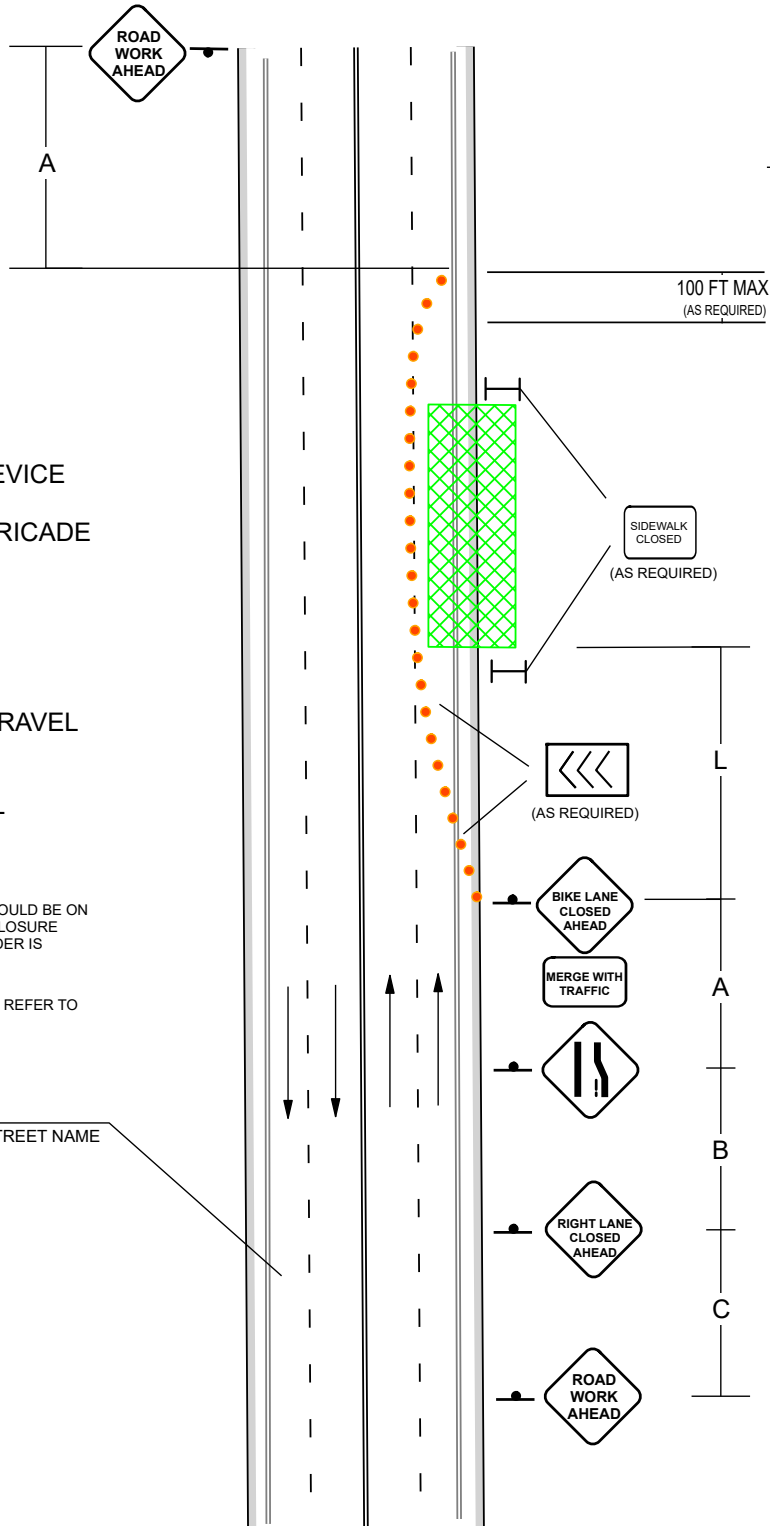 ROAD
WORK
AHEAD
A
100 FT MAX
(AS REQUIRED)
EVICE
RICADE
SIDEWALK
CLOSED
(AS REQUIRED)
RAVEL
L
(AS REQUIRED)
OULD BE ON
LOSURE
DER IS
BIKE LANE
CLOSED
AHEAD
MERGE WITH
TRAFFIC
A
REFER TO
B
TREET NAME
RIGHT LANE
CLOSED
AHEAD
C
ROAD
WORK
AHEAD